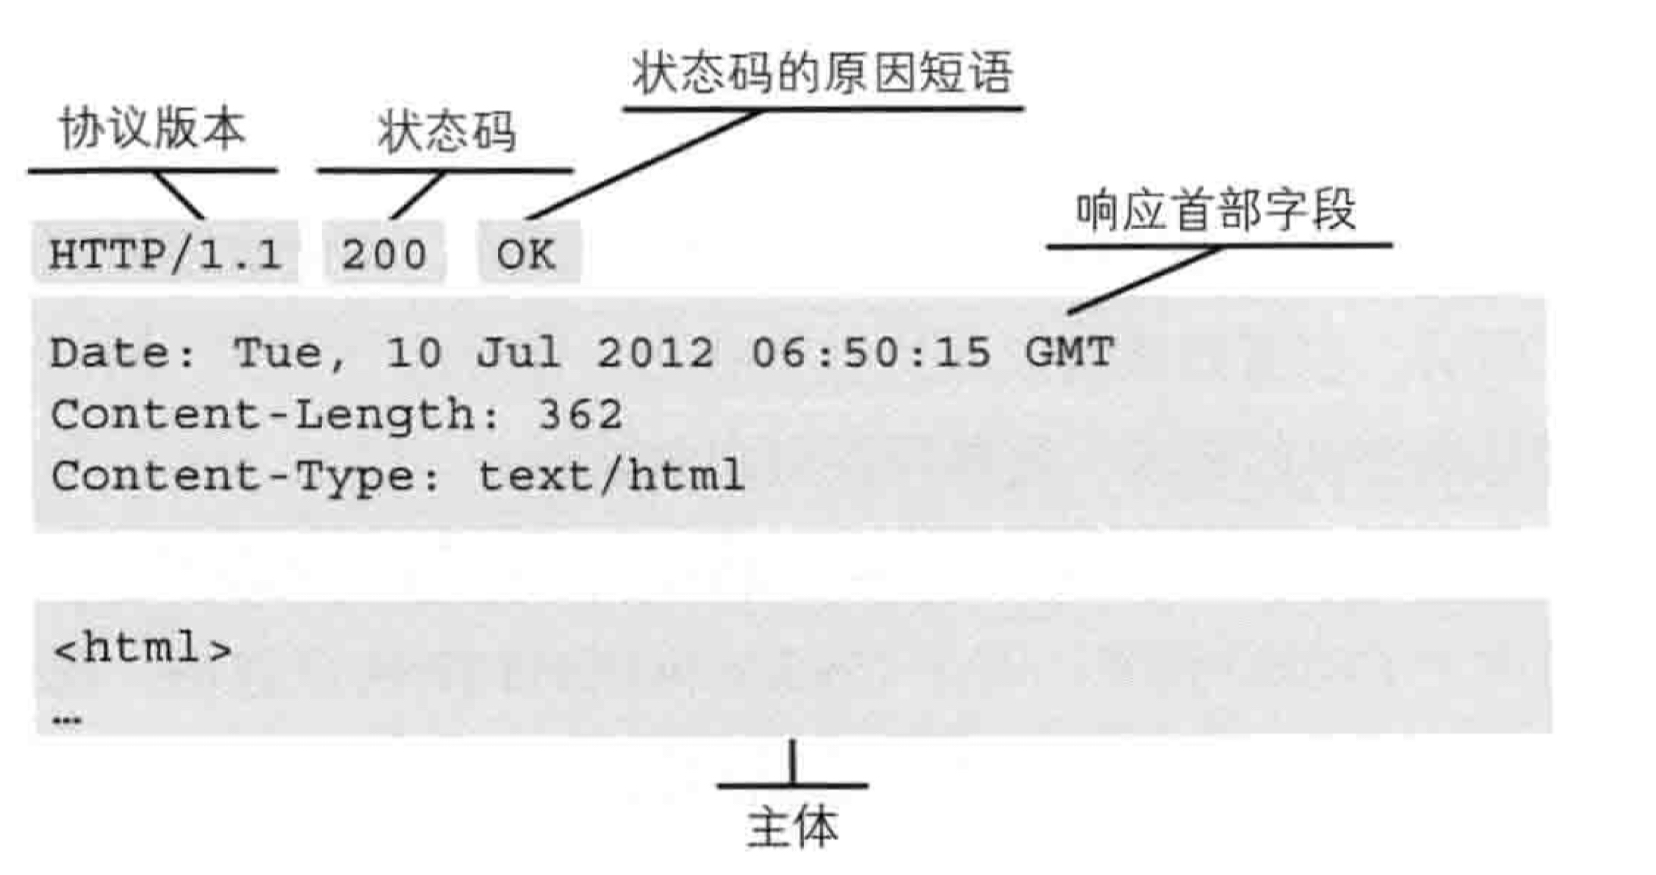 状态码的原因短语
协议版本 状态码
响应首部字段
HTTP/1.1 200 OK
Date: Tue, 10 Jul 2012 06:50:15 GMT
Content-Length: 362
Content-Type: text/html
<html>
…
主体